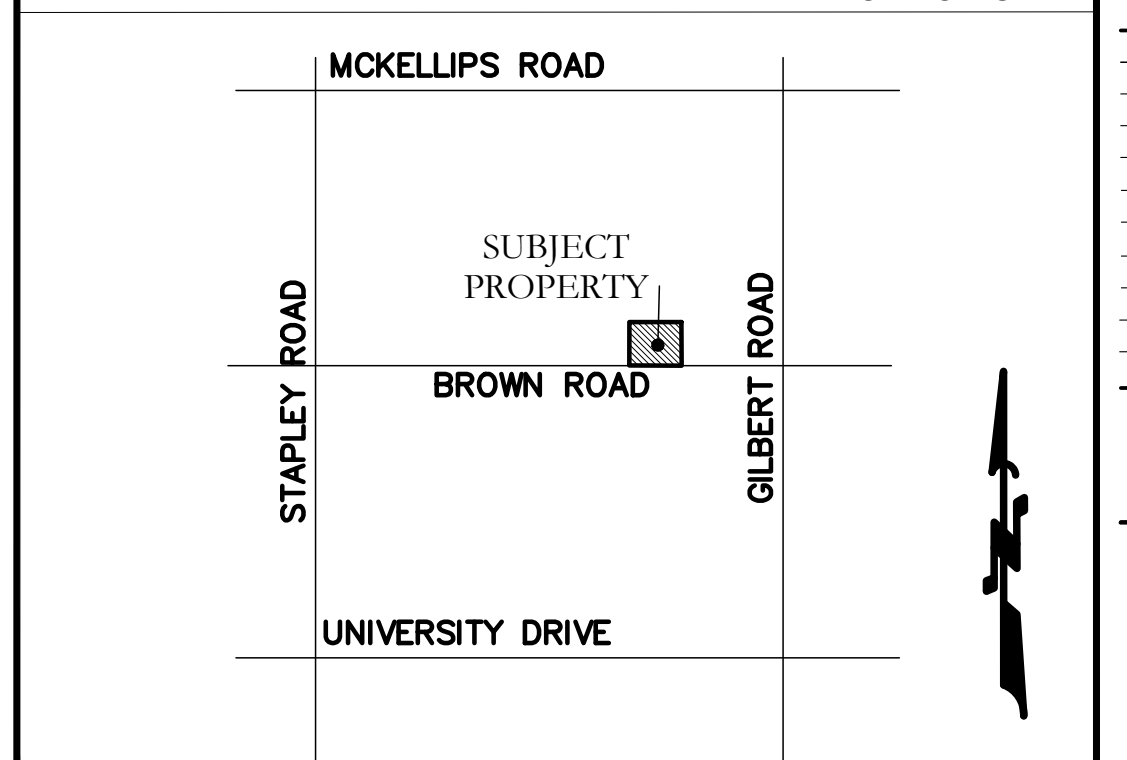 MCKELLIPS ROAD
SUBJECT
PROPERTY
STAPLEY ROAD
GILBERT ROAD
BROWN ROAD
N
UNIVERSITY DRIVE